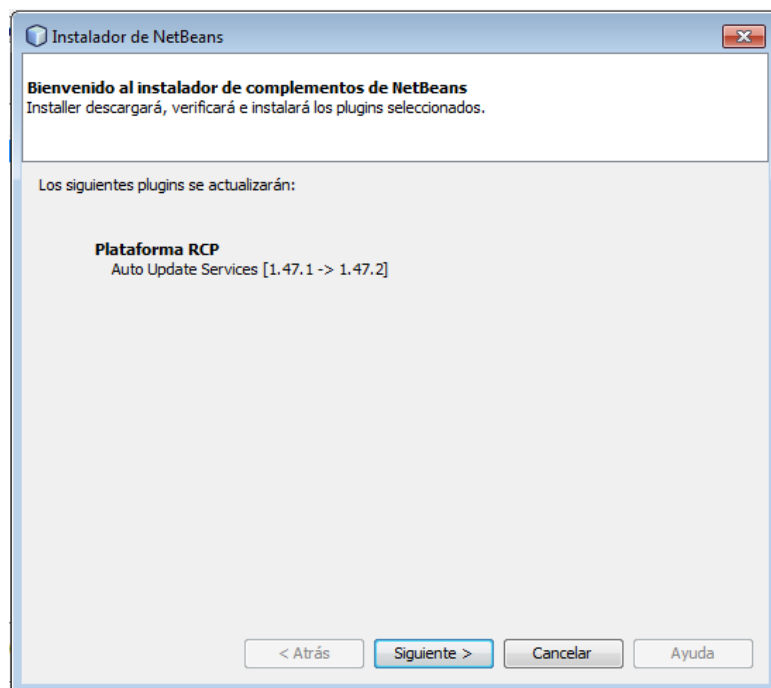 Instalador de NetBeans
Bienvenido al instalador de complementos de NetBeans
Installer descargará, verificará e instalará los plugins seleccionados.
Los siguientes plugins se actualizarán:
Plataforma RCP
Auto Update Services [1.47.1 -> 1.47.2]
< Atrás Siguiente > Cancelar Ayuda